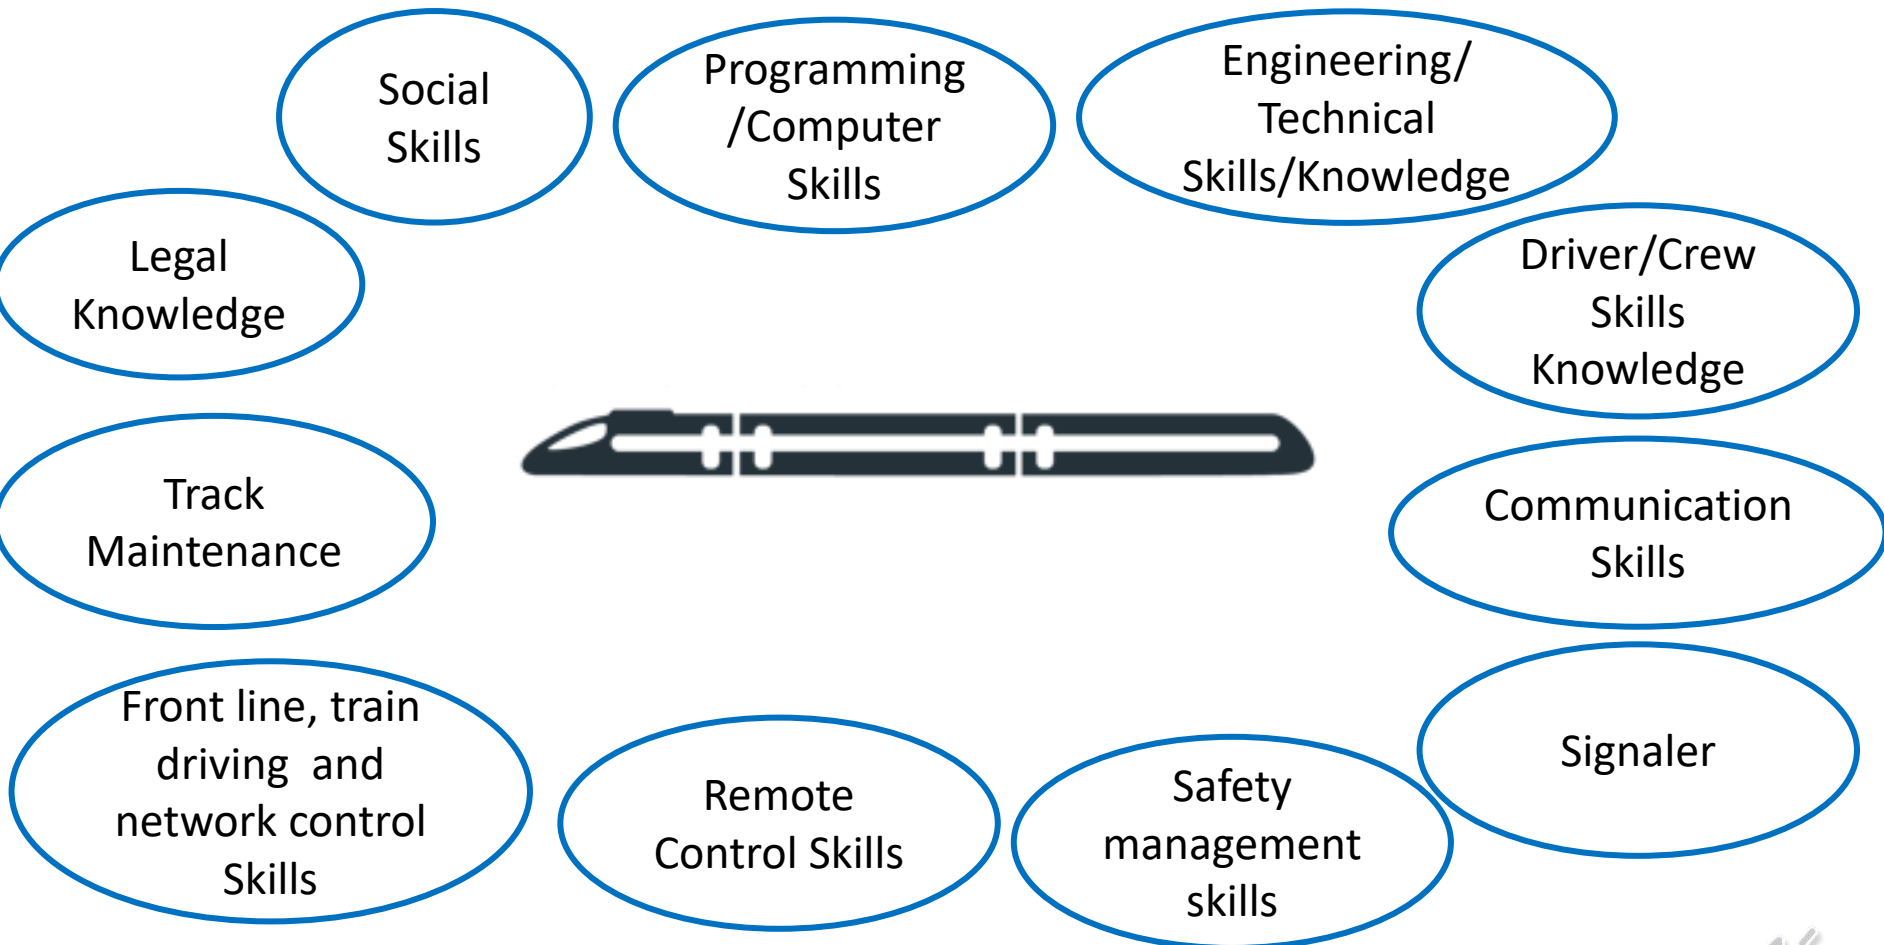 Social
Skills
Programming
/Computer
Skills
Engineering/
Technical
Skills/Knowledge
Legal
Knowledge
Driver/Crew
Skills
Knowledge
Track
Maintenance
Communication
Skills
Front line, train
driving  and
network control
Skills
Remote
Control Skills
Safety
management
skills
Signaler